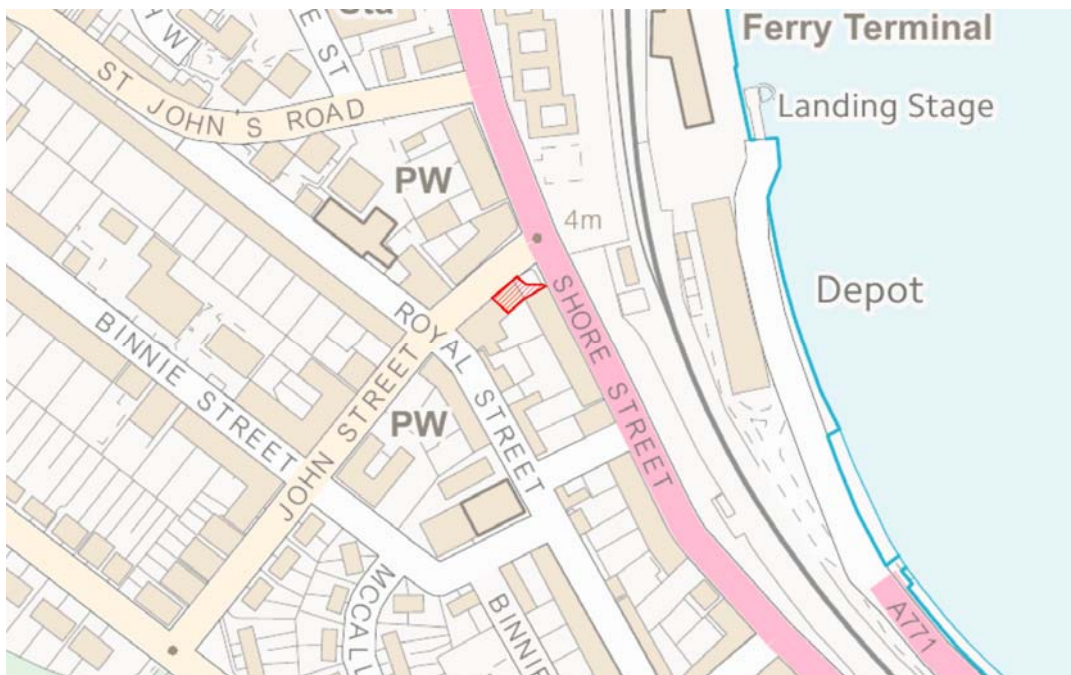 Sta
Ferry Terminal
Landing Stage
ST JOHN'S ROAD
PW
4m
SHORE STREET
Depot
ROYAL STREET
BINNIE STREET
PW
JOHN STREET
A771